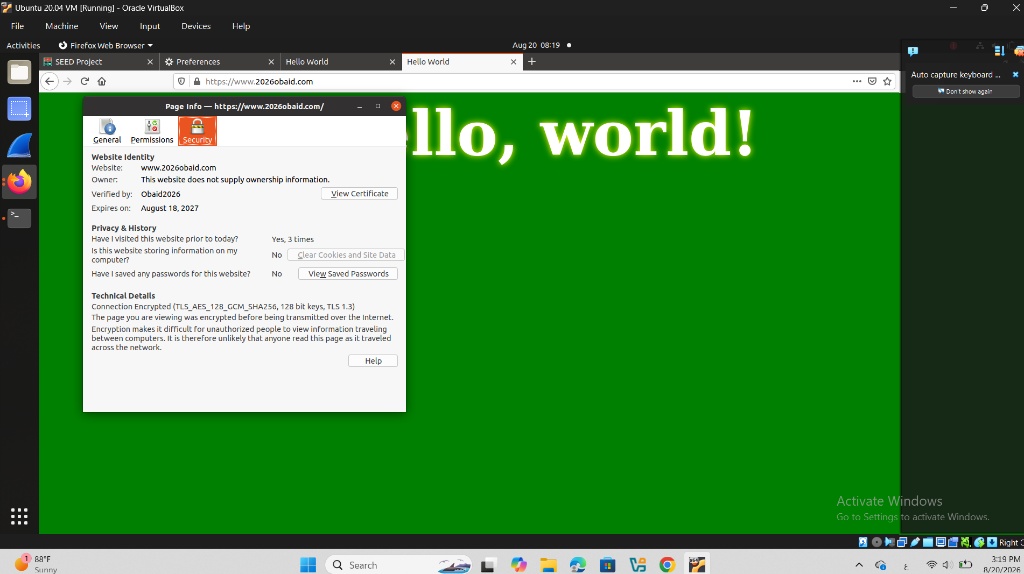 Ubuntu 20.04 VM [Running] - Oracle VirtualBox
File Machine View Input Devices Help
Activities Firefox Web Browser Aug 20 08:19
SEED Project Preferences Hello World Hello World
https://www.2026obaid.com
Auto capture keyboard ...
Don't show again
Page Info — https://www.2026obaid.com/
General Permissions Security
ello, world!
Website Identity
Website: www.2026obaid.com
Owner: This website does not supply ownership information.
Verified by: Obaid2026 View Certificate
Expires on: August 18, 2027
Privacy & History
Have I visited this website prior to today? Yes, 3 times
Is this website storing information on my
computer? No Clear Cookies and Site Data
Have I saved any passwords for this website? No View Saved Passwords
Technical Details
Connection Encrypted (TLS_AES_128_GCM_SHA256, 128 bit keys, TLS 1.3)
The page you are viewing was encrypted before being transmitted over the Internet.
Encryption makes it difficult for unauthorized people to view information traveling
between computers. It is therefore unlikely that anyone read this page as it traveled
across the network.
Help
Activate Windows
Go to Settings to activate Windows.
Right
1 88°F
Sunny
Search
ع
3:19 PM
8/20/2026